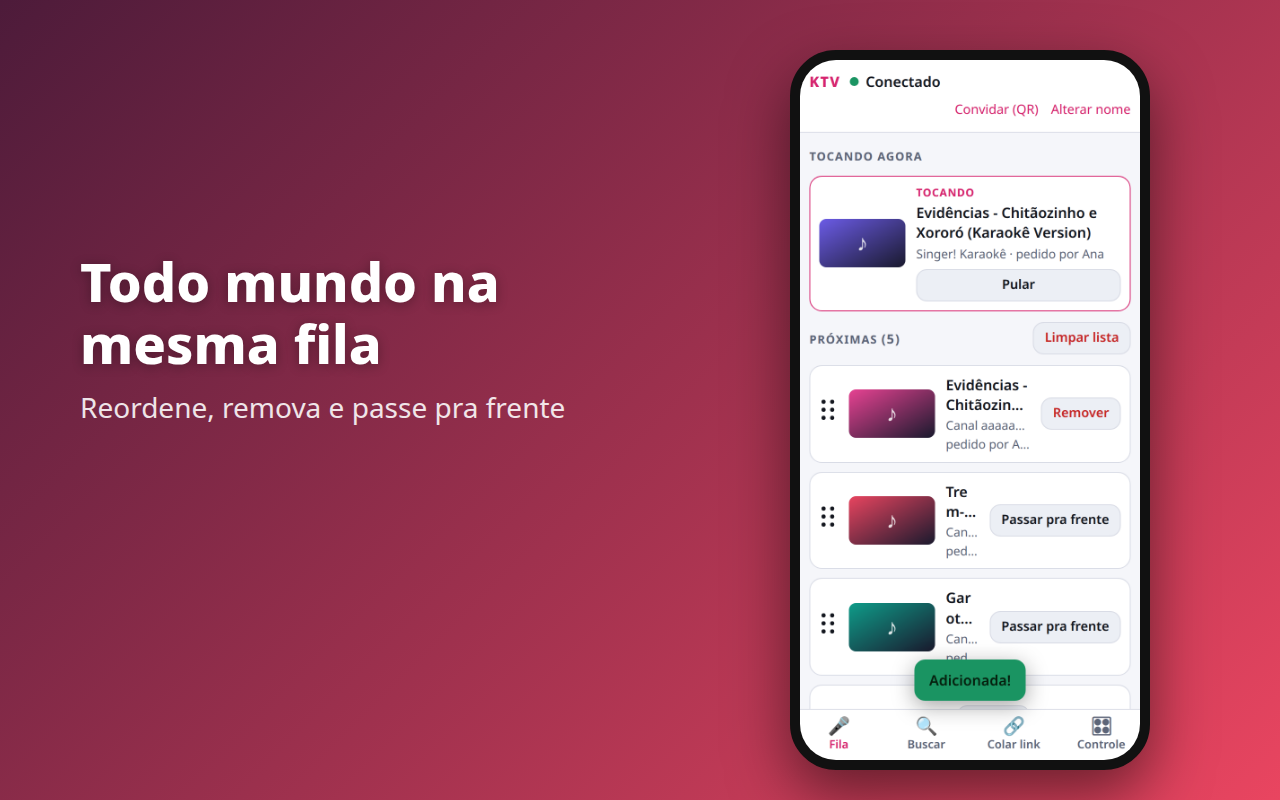 Todo mundo na
mesma fila
Reordene, remova e passe pra frente
KTV Conectado
Convidar (QR) Alterar nome
TOCANDO AGORA
TOCANDO
Evidências - Chitãozinho e
Xororó (Karaokê Version)
Singer! Karaokê · pedido por Ana
Pular
PRÓXIMAS (5)
Limpar lista
Evidências -
Chitãozin...
Canal aaaaa...
pedido por A...
Remover
Tre
m-...
Can...
ped...
Passar pra frente
Gar
ot...
Can...
ped...
Passar pra frente
Adicionada!
Fila Buscar Colar link Controle